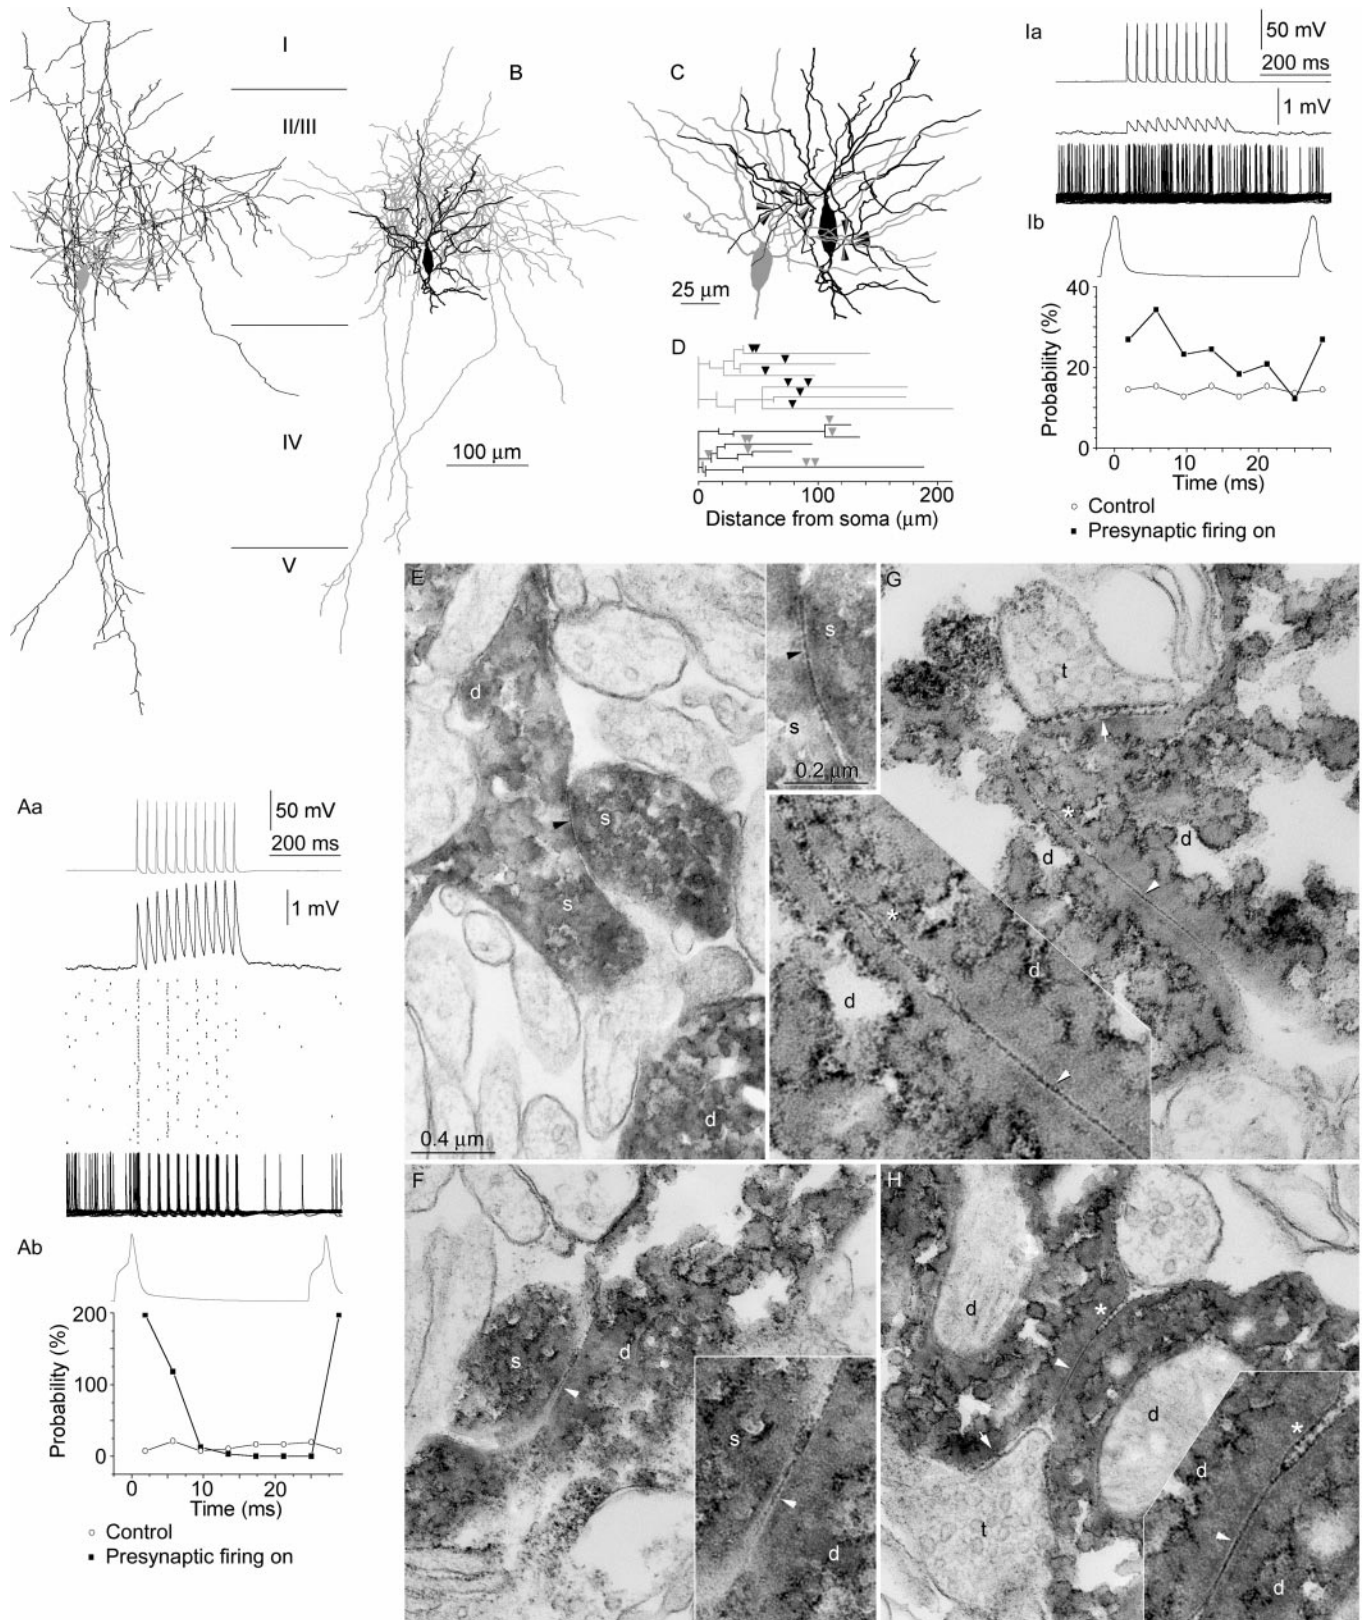 I
II/III
IV
V
B
100 μm
C
25 μm
D
0
100
200
Distance from soma (μm)
Ia
50 mV
200 ms
1 mV
Ib
40
20
0
Probability (%)
0
10
20
Time (ms)
Control
Presynaptic firing on
Aa
50 mV
200 ms
1 mV
Ab
200
100
0
Probability (%)
0
10
20
Time (ms)
Control
Presynaptic firing on
E
d
s
s
d
0.4 μm
s
s
0.2 μm
G
t
*
d
d
*
d
d
F
s
d
s
d
H
d
*
d
t
*
d
d